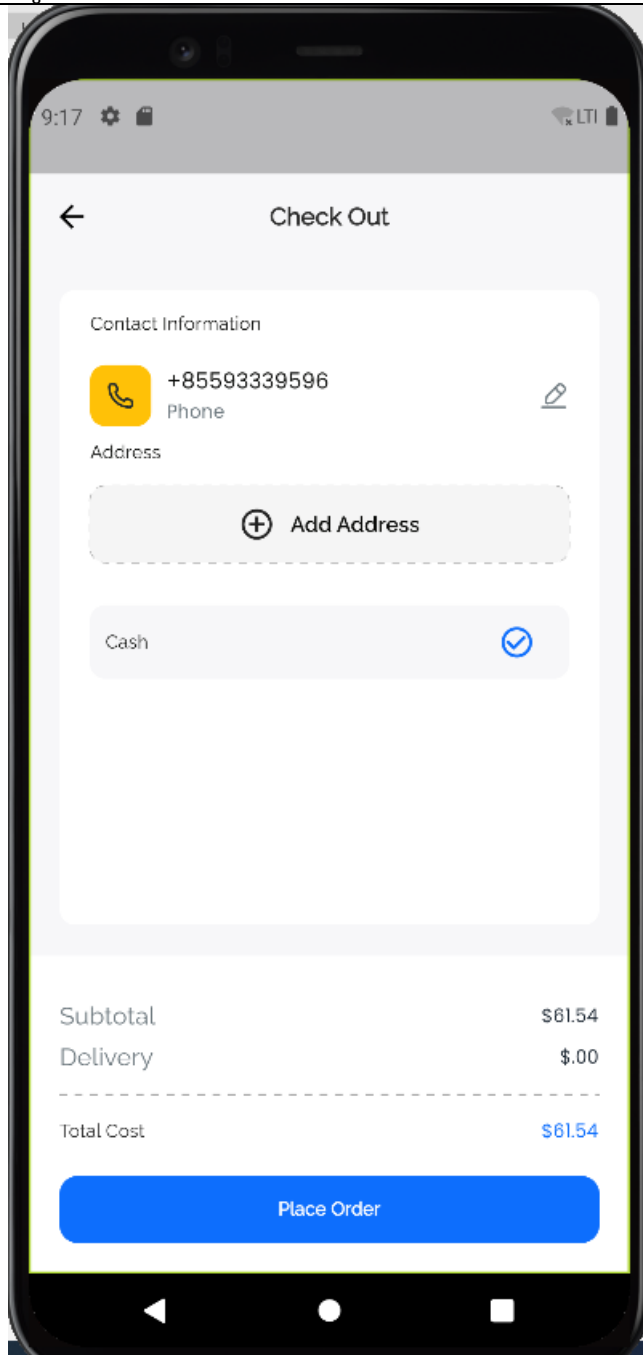 9:17 LTI
Check Out
Contact Information
+85593339596
Phone
Address
Add Address
Cash
Subtotal $61.54
Delivery $.00
Total Cost $61.54
Place Order